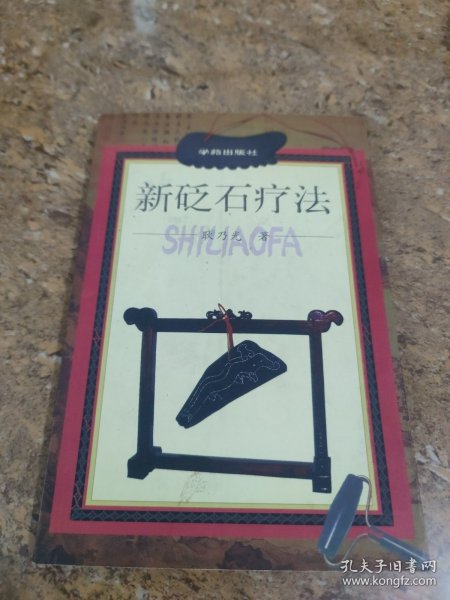 学苑出版社
新砭石疗法
SHILIAOFA
耿乃光 著
孔夫子旧书网
www.kongfz.com